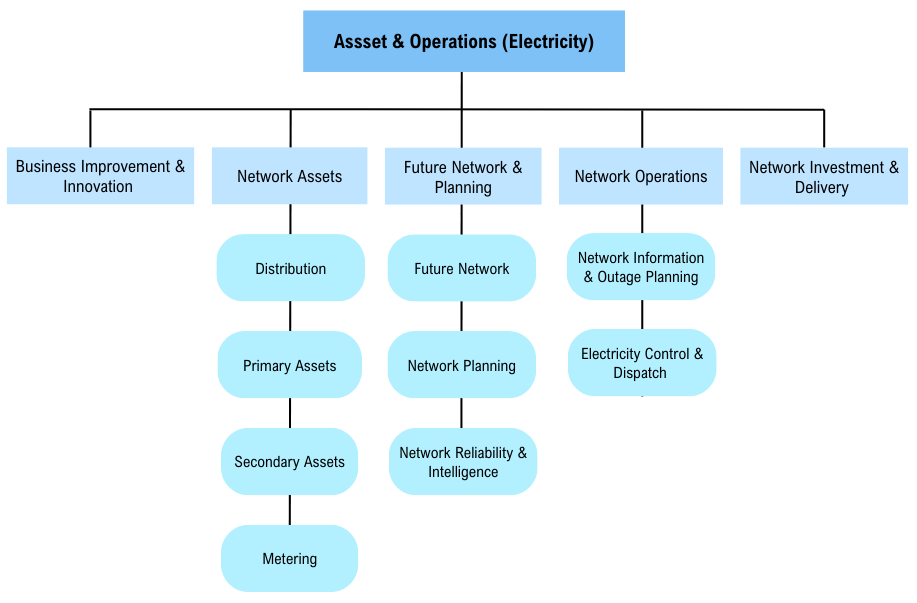 Assset & Operations (Electricity)
Business Improvement &
Innovation
Network Assets
Future Network &
Planning
Network Operations
Network Investment &
Delivery
Distribution
Future Network
Network Information
& Outage Planning
Primary Assets
Network Planning
Electricity Control &
Dispatch
Secondary Assets
Network Reliability &
Intelligence
Metering